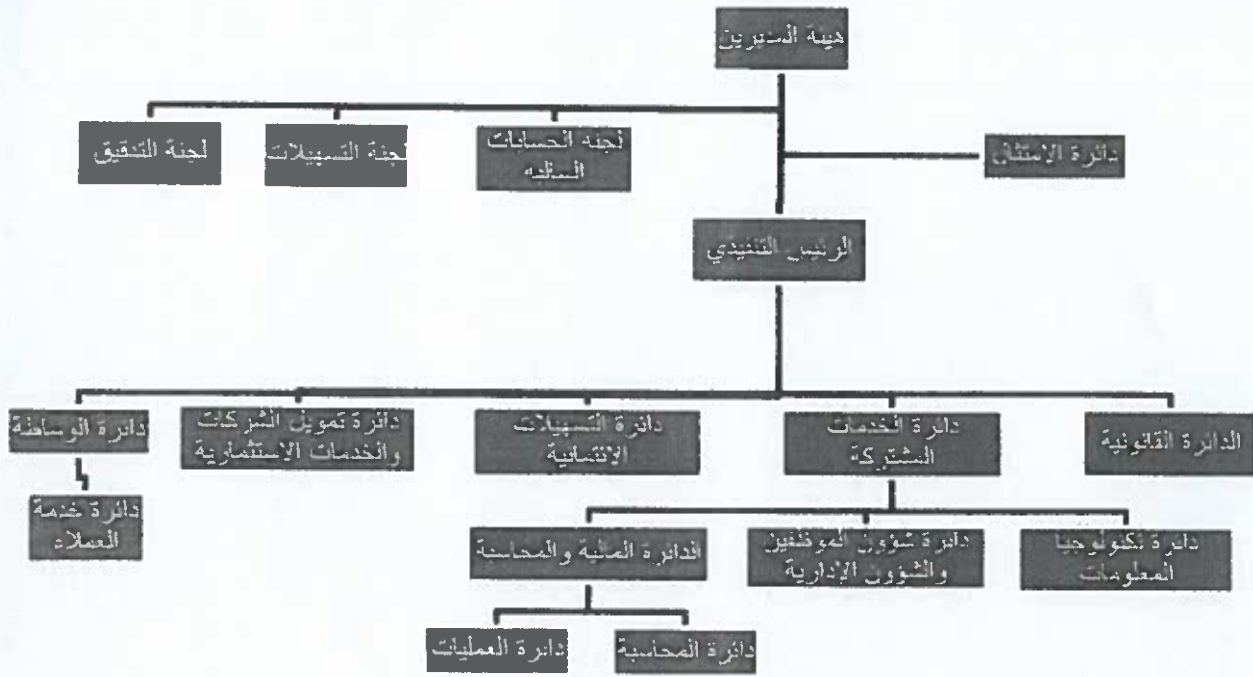 هيئة المديرين
لجنة الحسابات
لجنة التسهيلات
لجنة التدقيق
دائرة الامتثال
الرئيس التنفيذي
الدائرة القانونية
دائرة الخدمات
المشتركة
دائرة التسهيلات
الائتمانية
دائرة تمويل الشركات
والخدمات الإستثمارية
دائرة الوساطة
دائرة تكنولوجيا
المعلومات
دائرة شؤون الموظفين
والشؤون الإدارية
الدائرة المالية والمحاسبة
دائرة خدمة
العملاء
دائرة المحاسبة
دائرة العمليات